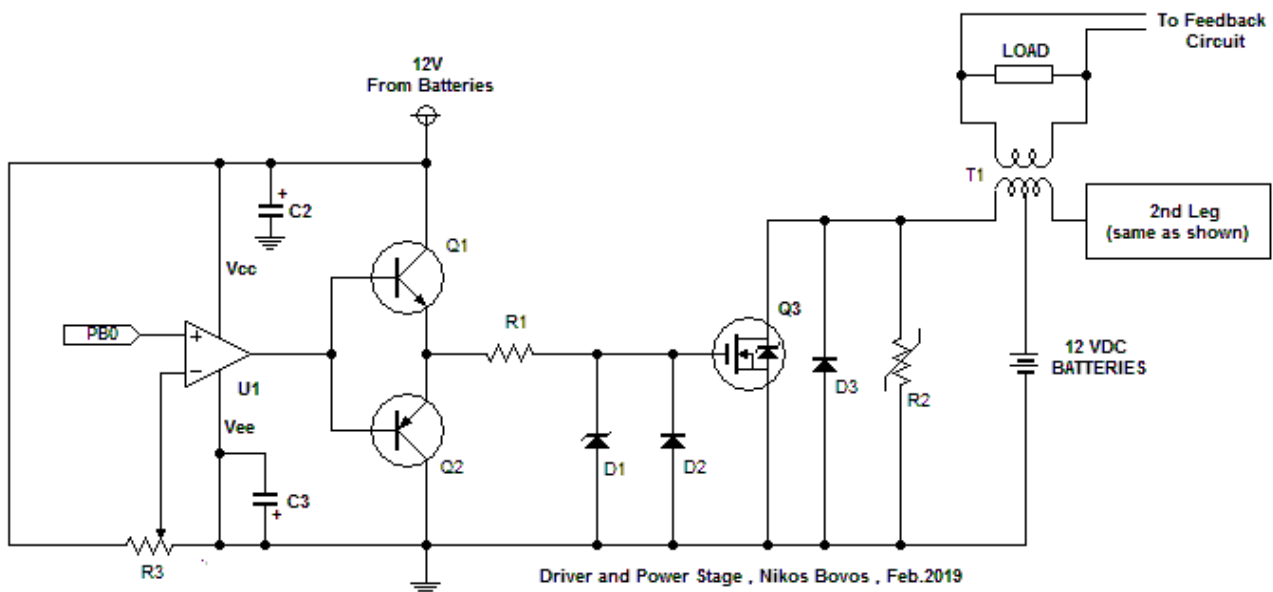 To Feedback
Circuit
LOAD
12V
From Batteries
T1
2nd Leg
(same as shown)
+
C2
Q1
Vcc
PB0
+
−
U1
R1
Q3
12 VDC
BATTERIES
D3
R2
Vee
Q2
D1
D2
C3
+
R3
Driver and Power Stage , Nikos Bovos , Feb.2019